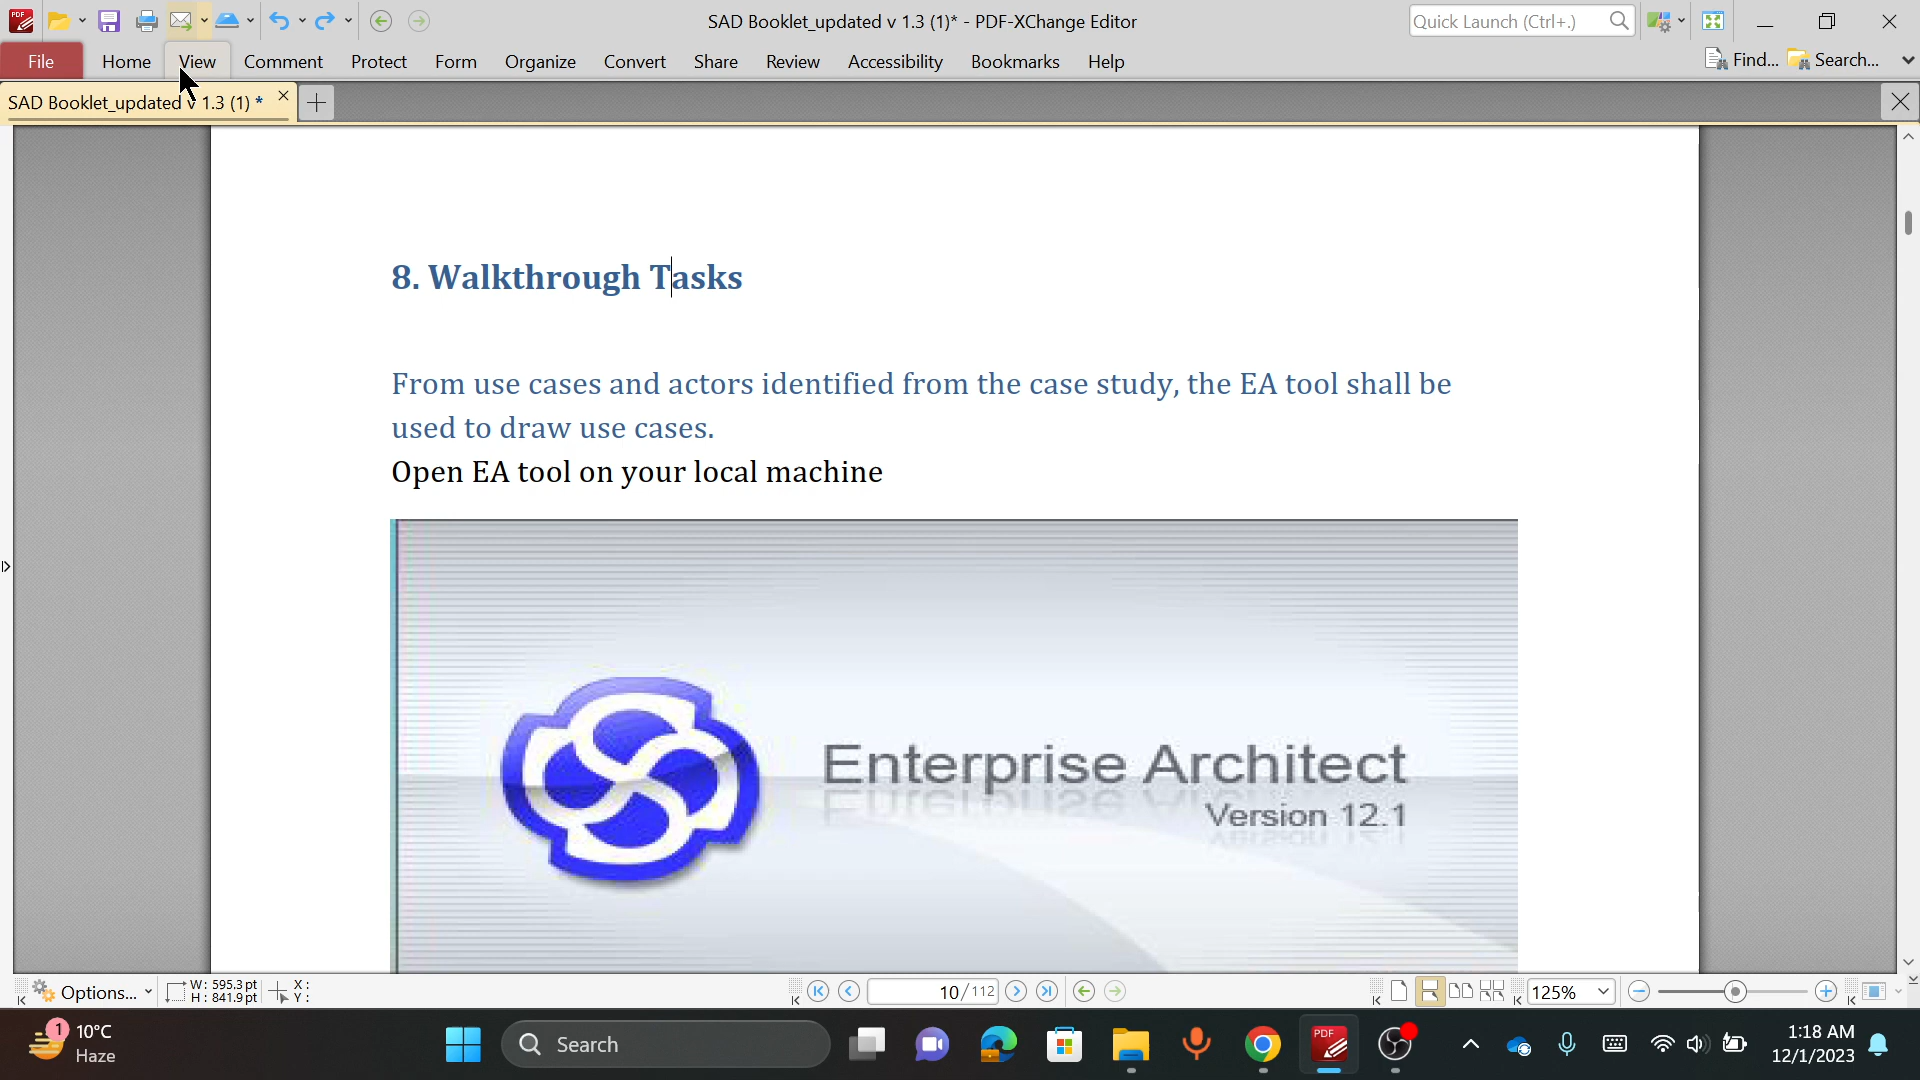 SAD Booklet_updated v 1.3 (1)* - PDF-XChange Editor
Quick Launch (Ctrl+.)
File Home View Comment Protect Form Organize Convert Share Review Accessibility Bookmarks Help
Find... Search...
SAD Booklet_updated v 1.3 (1) *
8. Walkthrough Tasks
From use cases and actors identified from the case study, the EA tool shall be
used to draw use cases.
Open EA tool on your local machine
Enterprise Architect
Version 12.1
Options...
W: 595.3pt
H: 841.9pt
X:
Y:
10/112
125%
1
10°C
Haze
Search
PDF
1:18 AM
12/1/2023